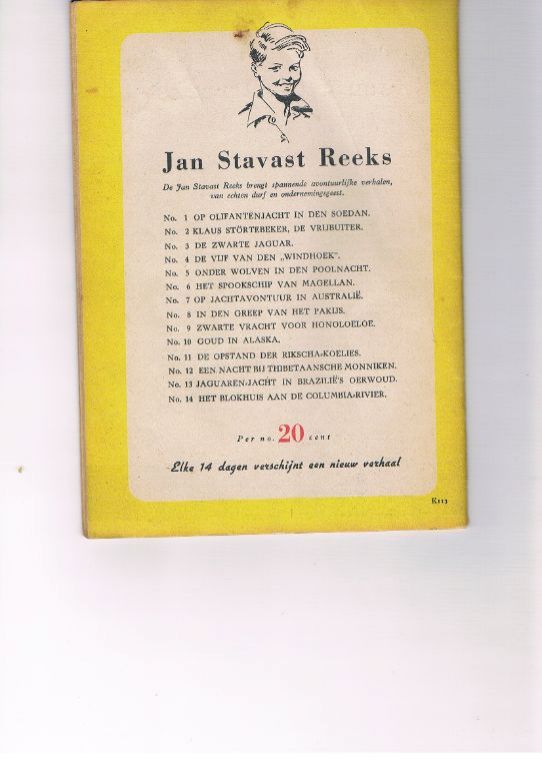 Jan Stavast Reeks
De Jan Stavast Reeks brengt spannende avontuurlijke verhalen,
van echten durf en ondernemingsgeest.
No. 1 OP OLIFANTENJACHT IN DEN SOEDAN.
No. 2 KLAUS STÖRTEBEKER, DE VRIJBUITER.
No. 3 DE ZWARTE JAGUAR.
No. 4 DE VIJF VAN DEN „WINDHOEK”.
No. 5 ONDER WOLVEN IN DEN POOLNACHT.
No. 6 HET SPOOKSCHIP VAN MAGELLAN.
No. 7 OP JACHTAVONTUUR IN AUSTRALIË.
No. 8 IN DEN GREEP VAN HET PAKIJS.
No. 9 ZWARTE VRACHT VOOR HONOLOELOE.
No. 10 GOUD IN ALASKA.
No. 11 DE OPSTAND DER RIKSCHA-KOELIES.
No. 12 EEN NACHT BIJ THIBETAANSCHE MONNIKEN.
No. 13 JAGUAREN-JACHT IN BRAZILIË'S OERWOUD.
No. 14 HET BLOKHUIS AAN DE COLUMBIA-RIVIER.
Per no. 20 cent
Elke 14 dagen verschijnt een nieuw verhaal
K113